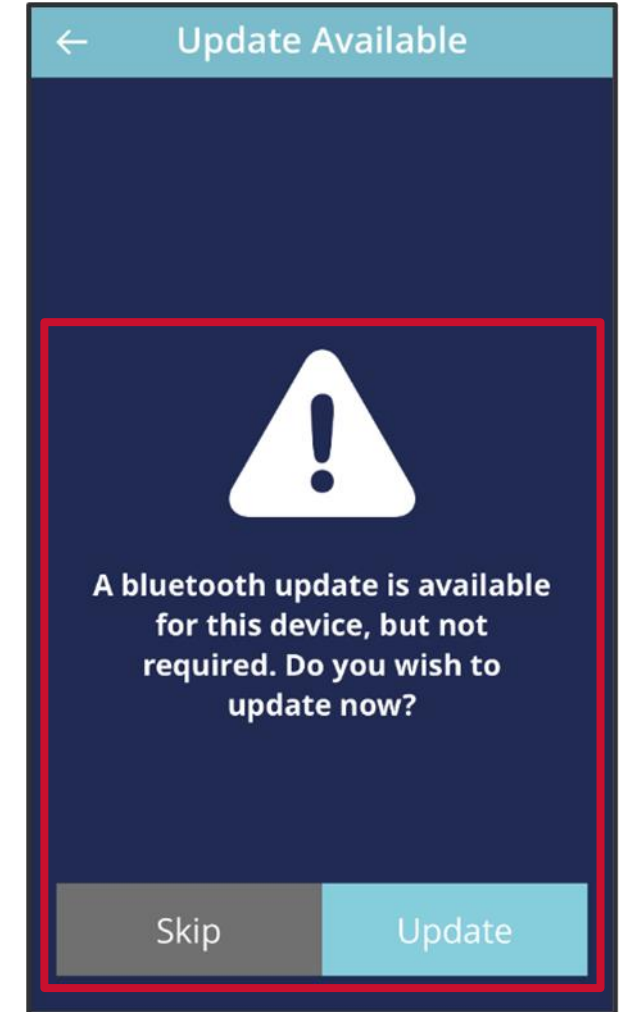 Update Available
A bluetooth update is available
for this device, but not
required. Do you wish to
update now?
Skip
Update